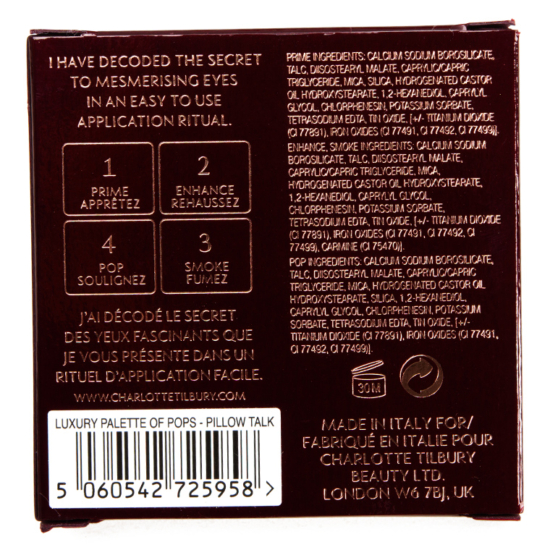 I HAVE DECODED THE SECRET
TO MESMERISING EYES
IN AN EASY TO USE
APPLICATION RITUAL.
1
PRIME
APPRÊTEZ
2
ENHANCE
REHAUSSEZ
4
POP
SOULIGNEZ
3
SMOKE
FUMEZ
J'AI DÉCODÉ LE SECRET
DES YEUX FASCINANTS QUE
JE VOUS PRÉSENTE DANS UN
RITUEL D'APPLICATION FACILE.
WWW.CHARLOTTETILBURY.COM
LUXURY PALETTE OF POPS - PILLOW TALK
5 060542 725958 >
PRIME INGREDIENTS: CALCIUM SODIUM BOROSILICATE,
TALC, DIISOSTEARYL MALATE, CAPRYLIC/CAPRIC
TRIGLYCERIDE, MICA, SILICA, HYDROGENATED CASTOR
OIL HYDROXYSTEARATE, 1,2-HEXANEDIOL, CAPRYLYL
GLYCOL, CHLORPHENESIN, POTASSIUM SORBATE,
TETRASODIUM EDTA, TIN OXIDE, [+/- TITANIUM DIOXIDE
(CI 77891), IRON OXIDES (CI 77491, CI 77492, CI 77499)].
ENHANCE, SMOKE INGREDIENTS: CALCIUM SODIUM
BOROSILICATE, TALC, DIISOSTEARYL MALATE,
CAPRYLIC/CAPRIC TRIGLYCERIDE, MICA,
HYDROGENATED CASTOR OIL HYDROXYSTEARATE,
1,2-HEXANEDIOL, CAPRYLYL GLYCOL,
CHLORPHENESIN, POTASSIUM SORBATE,
TETRASODIUM EDTA, TIN OXIDE, [+/- TITANIUM DIOXIDE
(CI 77891), IRON OXIDES (CI 77491, CI 77492, CI
77499), CARMINE (CI 75470)].
POP INGREDIENTS: CALCIUM SODIUM BOROSILICATE,
TALC, DIISOSTEARYL MALATE, CAPRYLIC/CAPRIC
TRIGLYCERIDE, MICA, HYDROGENATED CASTOR OIL
HYDROXYSTEARATE, SILICA, 1,2-HEXANEDIOL,
CAPRYLYL GLYCOL, CHLORPHENESIN, POTASSIUM
SORBATE, TETRASODIUM EDTA, TIN OXIDE, [+/-
TITANIUM DIOXIDE (CI 77891), IRON OXIDES (CI 77491,
CI 77492, CI 77499)].
30M
MADE IN ITALY FOR/
FABRIQUÉ EN ITALIE POUR
CHARLOTTE TILBURY
BEAUTY LTD.
LONDON W6 7BJ, UK